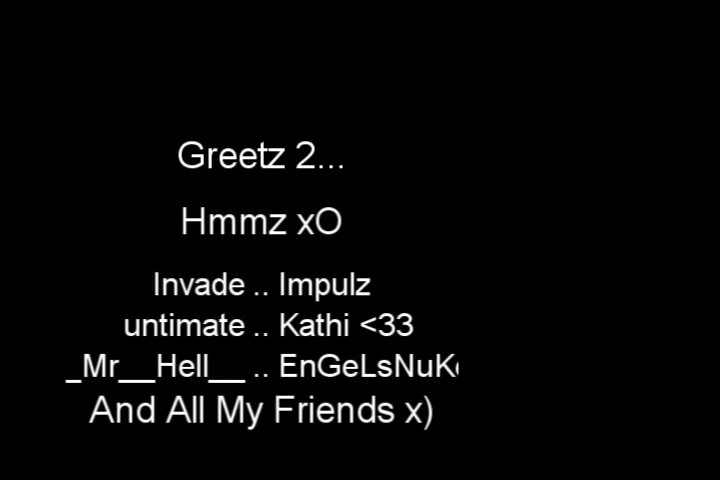 Greetz 2...
Hmmz xO
Invade .. Impulz
untimate .. Kathi <33
_Mr__Hell__ .. EnGeLsNuK
And All My Friends x)